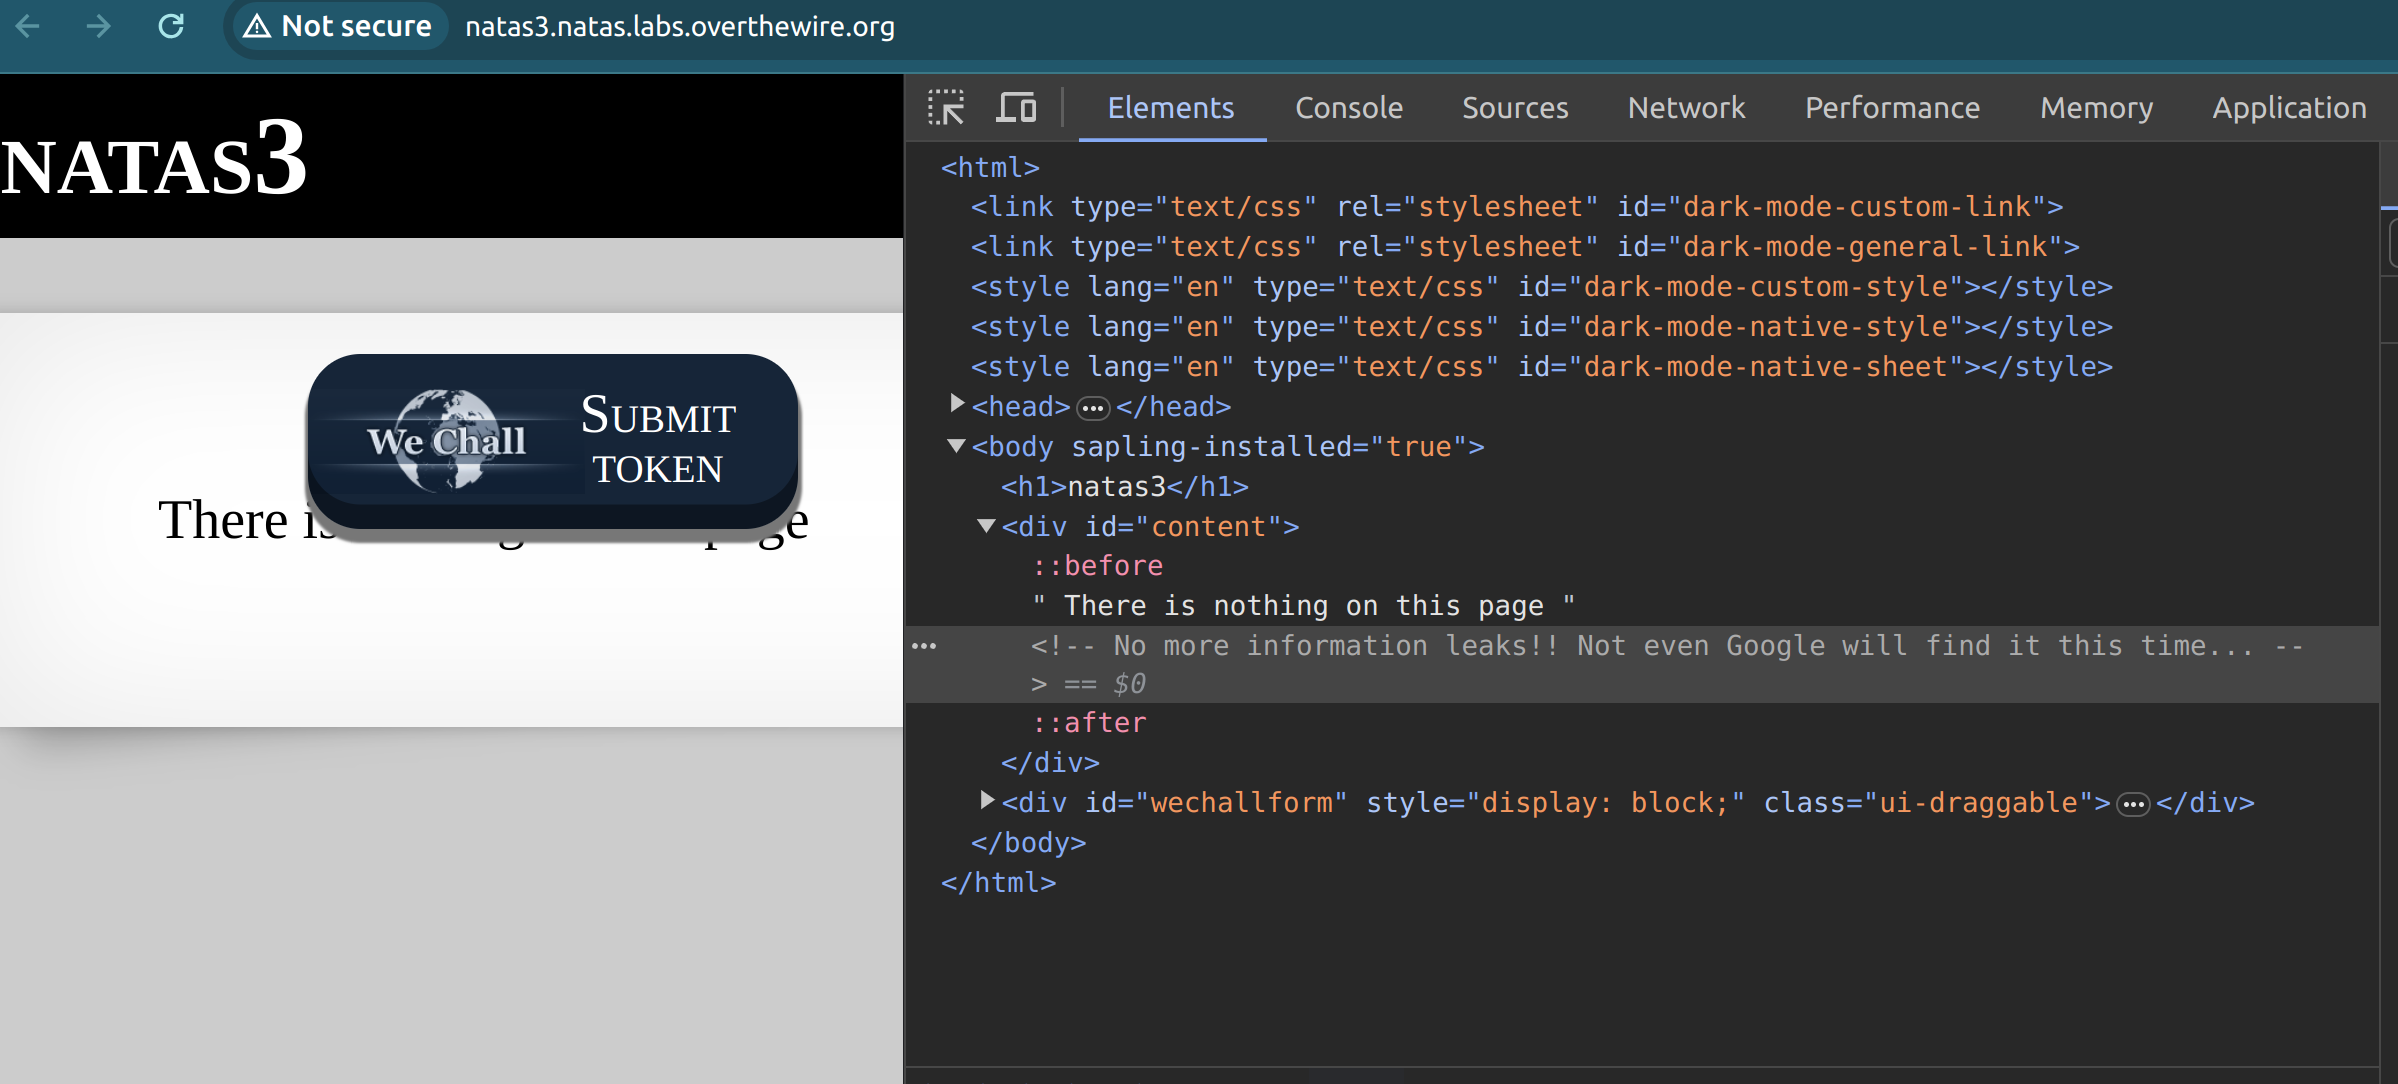 Not secure natas3.natas.labs.overthewire.org
NATAS3
We Chall
SUBMIT
TOKEN
There is
page
Elements Console Sources Network Performance Memory Application
<html>
<link type="text/css" rel="stylesheet" id="dark-mode-custom-link">
<link type="text/css" rel="stylesheet" id="dark-mode-general-link">
<style lang="en" type="text/css" id="dark-mode-custom-style"></style>
<style lang="en" type="text/css" id="dark-mode-native-style"></style>
<style lang="en" type="text/css" id="dark-mode-native-sheet"></style>
<head>…</head>
<body sapling-installed="true">
<h1>natas3</h1>
<div id="content">
::before
" There is nothing on this page "
<!-- No more information leaks!! Not even Google will find it this time... --
> == $0
::after
</div>
<div id="wechallform" style="display: block;" class="ui-draggable">…</div>
</body>
</html>